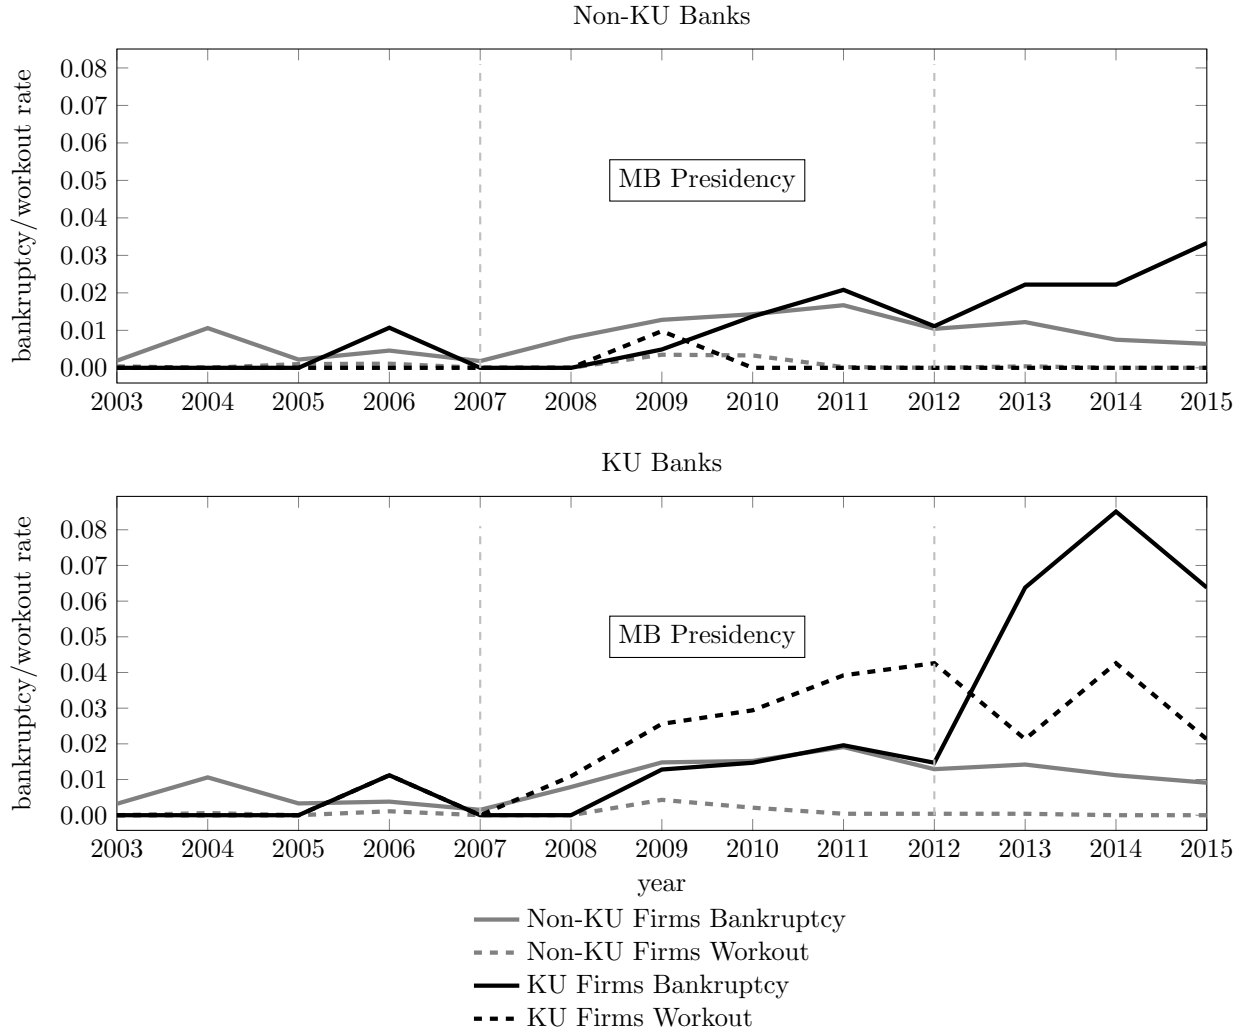 Non-KU Banks
bankruptcy/workout rate
0.08
0.07
0.06
0.05
0.04
0.03
0.02
0.01
0.00
MB Presidency
2003 2004 2005 2006 2007 2008 2009 2010 2011 2012 2013 2014 2015
KU Banks
bankruptcy/workout rate
0.08
0.07
0.06
0.05
0.04
0.03
0.02
0.01
0.00
MB Presidency
2003 2004 2005 2006 2007 2008 2009 2010 2011 2012 2013 2014 2015
year
Non-KU Firms Bankruptcy
Non-KU Firms Workout
KU Firms Bankruptcy
KU Firms Workout